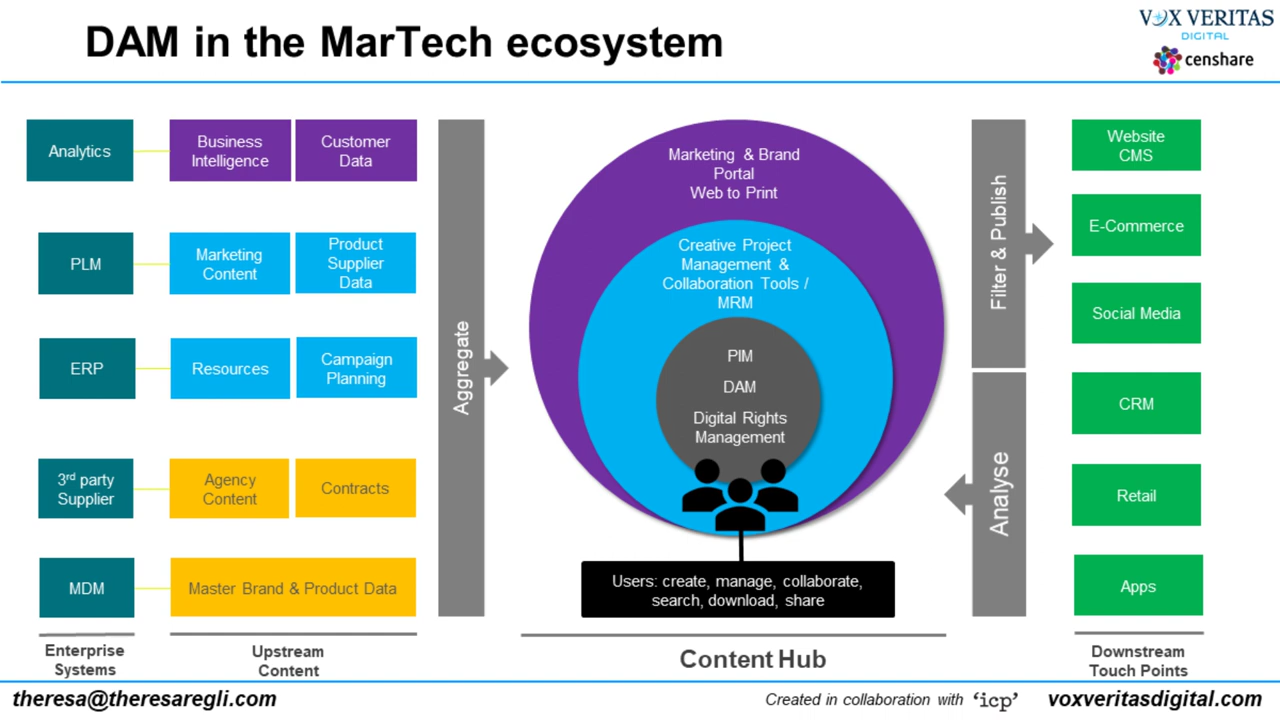 DAM in the MarTech ecosystem
VOX VERITAS
DIGITAL
censhare
Analytics
Business
Intelligence
Customer
Data
PLM
Marketing
Content
Product
Supplier
Data
ERP
Resources
Campaign
Planning
3rd party
Supplier
Agency
Content
Contracts
MDM
Master Brand & Product Data
Enterprise
Systems
Upstream
Content
Aggregate
Marketing & Brand
Portal
Web to Print
Creative Project
Management &
Collaboration Tools /
MRM
PIM
DAM
Digital Rights
Management
Users: create, manage, collaborate,
search, download, share
Content Hub
Filter & Publish
Analyse
Website
CMS
E-Commerce
Social Media
CRM
Retail
Apps
Downstream
Touch Points
theresa@theresaregli.com
Created in collaboration with ‘icp’
voxveritasdigital.com